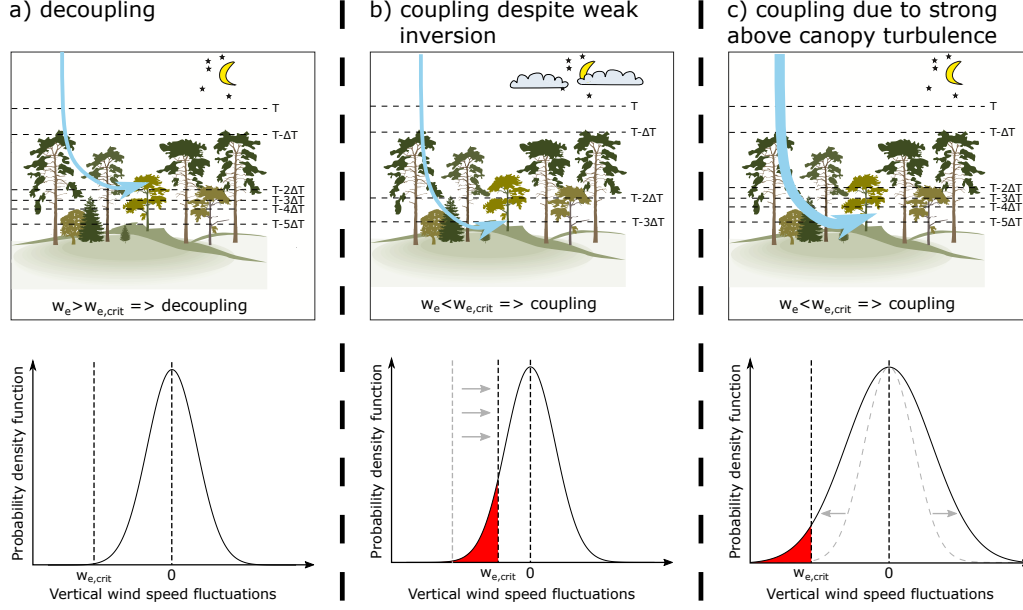 a) decoupling
T
T-ΔT
T-2ΔT
T-3ΔT
T-4ΔT
T-5ΔT
we>we,crit => decoupling
Probability density function
we,crit
0
Vertical wind speed fluctuations
b) coupling despite weak
inversion
T
T-ΔT
T-2ΔT
T-3ΔT
we<we,crit => coupling
Probability density function
we,crit
0
Vertical wind speed fluctuations
c) coupling due to strong
above canopy turbulence
T
T-ΔT
T-2ΔT
T-3ΔT
T-4ΔT
T-5ΔT
we<we,crit => coupling
Probability density function
we,crit
0
Vertical wind speed fluctuations